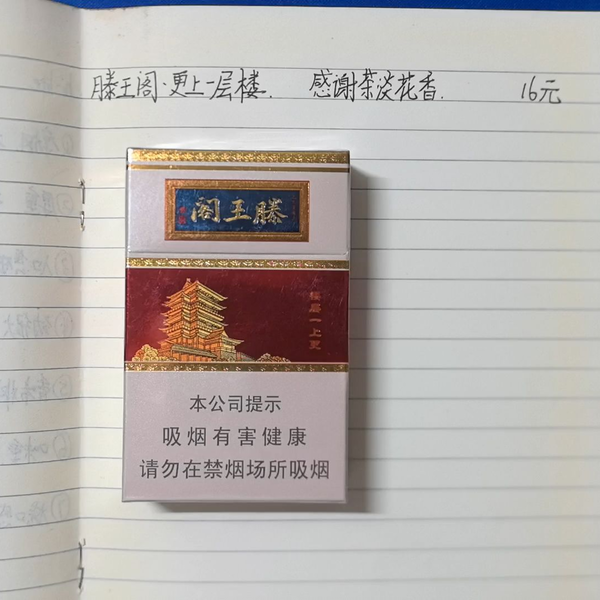 滕王阁·更上一层楼. 感谢茶淡花香. 16元
滕王阁
更上一层楼
本公司提示
吸烟有害健康
请勿在禁烟场所吸烟